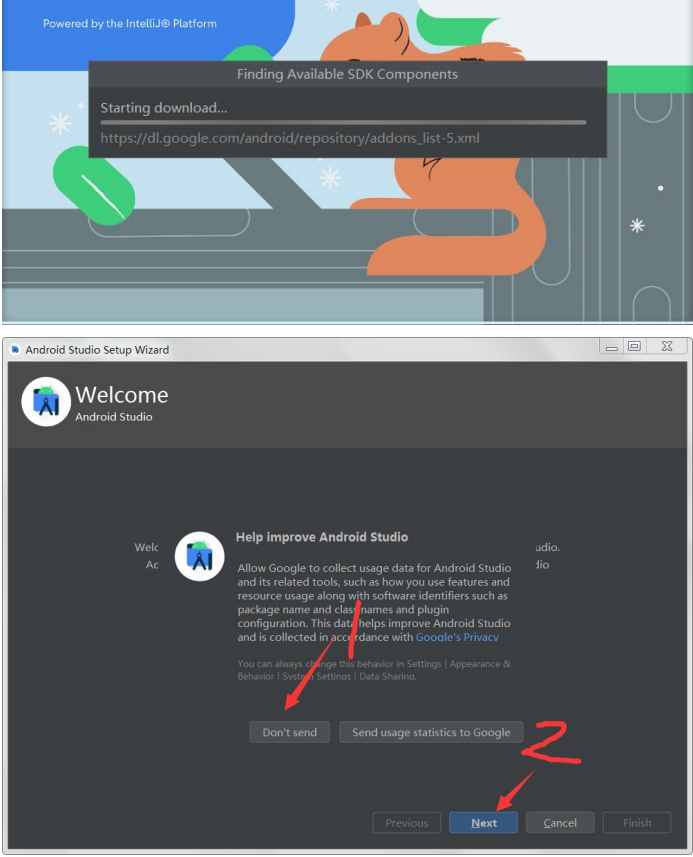 Powered by the IntelliJ® Platform
Finding Available SDK Components
Starting download...
https://dl.google.com/android/repository/addons_list-5.xml
Android Studio Setup Wizard
Welcome
Android Studio
Help improve Android Studio
Welc
udio.
Ac
dio
Allow Google to collect usage data for Android Studio
and its related tools, such as how you use features and
resource usage along with software identifiers such as
package name and class names and plugin
configuration. This data helps improve Android Studio
and is collected in accordance with Google's Privacy
You can always change this behavior in Settings | Appearance &
Behavior | System Settings | Data Sharing.
1
Don't send
Send usage statistics to Google
2
Previous
Next
Cancel
Finish